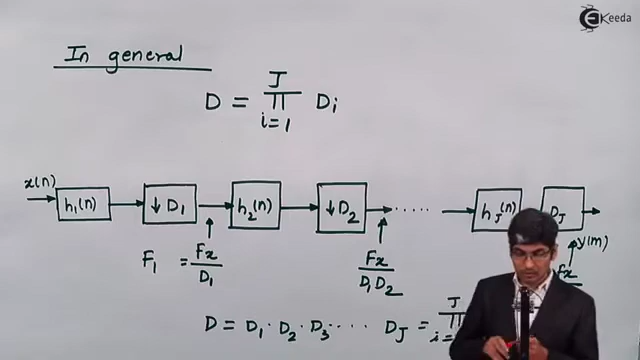 Keeda
In general
D = J ∏ i=1 Di
x(n) h1(n) ↓ D1 h2(n) ↓ D2 ...... hJ(n) DJ
y(m)
F1 = Fx/D1
Fx/D1D2
Fx
D = D1 · D2 · D3 ···· DJ = J ∏ i=